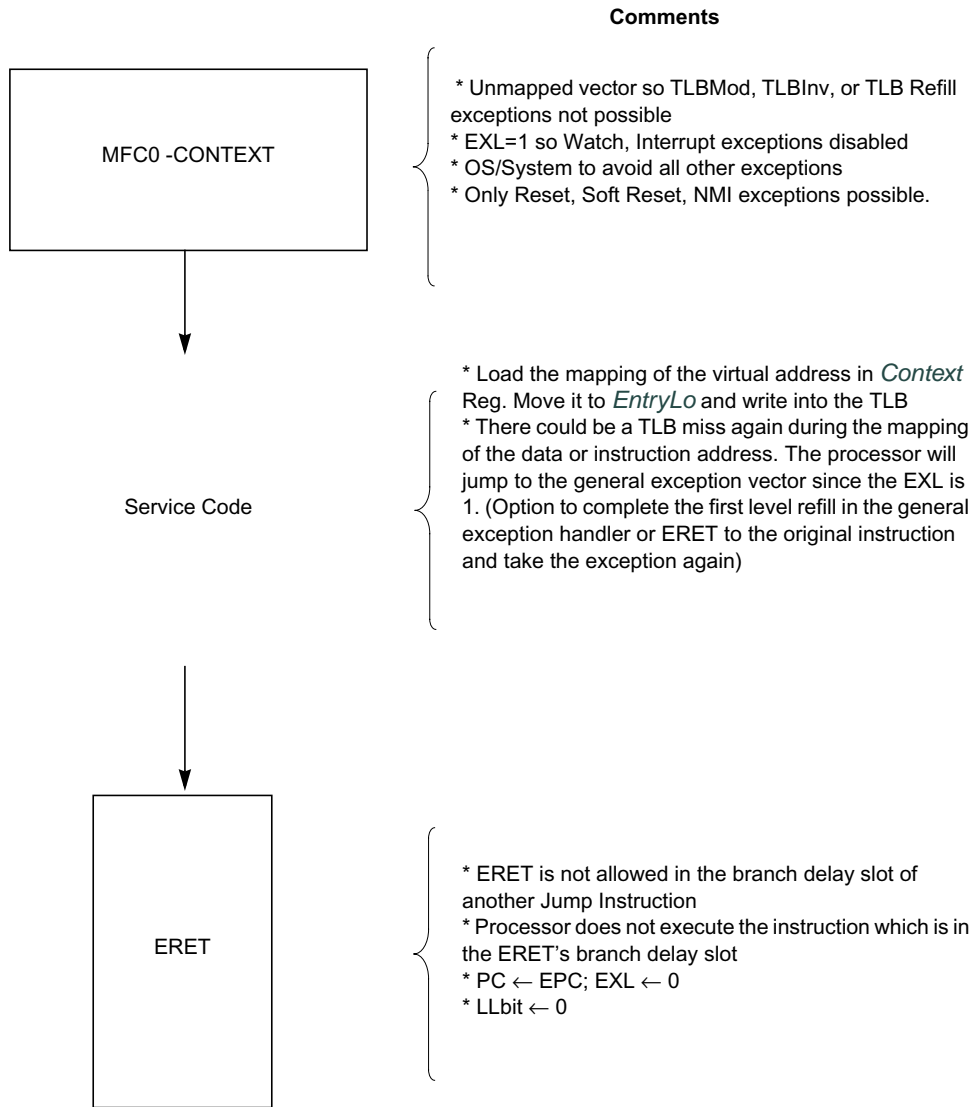 Comments
MFC0 -CONTEXT
* Unmapped vector so TLBMod, TLBInv, or TLB Refill
exceptions not possible
* EXL=1 so Watch, Interrupt exceptions disabled
* OS/System to avoid all other exceptions
* Only Reset, Soft Reset, NMI exceptions possible.
Service Code
* Load the mapping of the virtual address in Context
Reg. Move it to EntryLo and write into the TLB
* There could be a TLB miss again during the mapping
of the data or instruction address. The processor will
jump to the general exception vector since the EXL is
1. (Option to complete the first level refill in the general
exception handler or ERET to the original instruction
and take the exception again)
ERET
* ERET is not allowed in the branch delay slot of
another Jump Instruction
* Processor does not execute the instruction which is in
the ERET's branch delay slot
* PC ← EPC; EXL ← 0
* LLbit ← 0